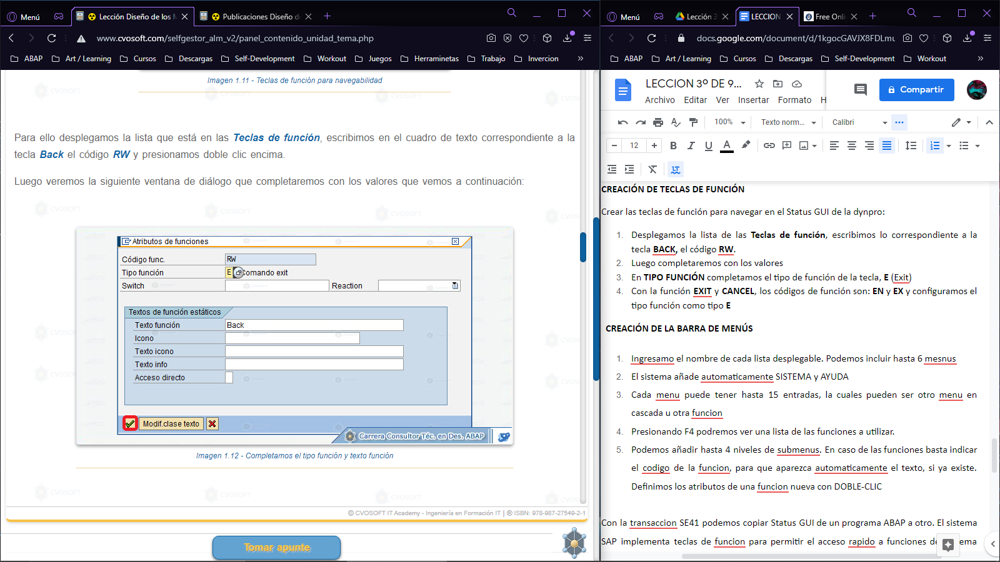 Menú
Lección Diseño de los M
Publicaciones Diseño d
www.cvosoft.com/selfgestor_alm_v2/panel_contenido_unidad_tema.php
ABAP
Art / Learning
Cursos
Descargas
Self-Development
Workout
Juegos
Herraminetas
Trabajo
Invercion
»
Imagen 1.11 - Teclas de función para navegabilidad
Para ello desplegamos la lista que está en las Teclas de función, escribimos en el cuadro de texto correspondiente a la
tecla Back el código RW y presionamos doble clic encima.
Luego veremos la siguiente ventana de diálogo que completaremos con los valores que vemos a continuación:
Atributos de funciones
Código func. RW
Tipo función E Comando exit
Switch Reaction
Textos de función estáticos
Texto función Back
Icono
Texto icono
Texto info
Acceso directo
Modif.clase texto
Carrera Consultor Téc. en Des. ABAP
Imagen 1.12 - Completamos el tipo función y texto función
© CVOSOFT IT Academy - Ingeniería en Formación IT | ® ISBN: 978-987-27549-2-1
Tomar apunte
Menú
Lección 3
LECCION
Free Onli
docs.google.com/document/d/1kgocGAVJX8FDLmu
ABAP
Art / Learning
Cursos
Descargas
Self-Development
Workout
»
LECCION 3º DE 9...
Archivo Editar Ver Insertar Formato H
Compartir
100% Texto norm... Calibri
12
CREACIÓN DE TECLAS DE FUNCIÓN
Crear las teclas de función para navegar en el Status GUI de la dynpro:
1. Desplegamos la lista de las Teclas de función, escribimos lo correspondiente a la
tecla BACK, el código RW.
2. Luego completaremos con los valores
3. En TIPO FUNCIÓN completamos el tipo de función de la tecla, E (Exit)
4. Con la función EXIT y CANCEL, los códigos de función son: EN y EX y configuramos el
tipo función como tipo E
CREACIÓN DE LA BARRA DE MENÚS
1. Ingresamo el nombre de cada lista desplegable. Podemos incluir hasta 6 mesnus
2. El sistema añade automaticamente SISTEMA y AYUDA
3. Cada menu puede tener hasta 15 entradas, la cuales pueden ser otro menu en
cascada u otra funcion
4. Presionando F4 podremos ver una lista de las funciones a utilizar.
5. Podemos añadir hasta 4 niveles de submenus. En caso de las funciones basta indicar
el codigo de la funcion, para que aparezca automaticamente el texto, si ya existe.
Definimos los atributos de una funcion nueva con DOBLE-CLIC
Con la transaccion SE41 podemos copiar Status GUI de un programa ABAP a otro. El sistema
SAP implementa teclas de funcion para permitir el acceso rapido a funciones de